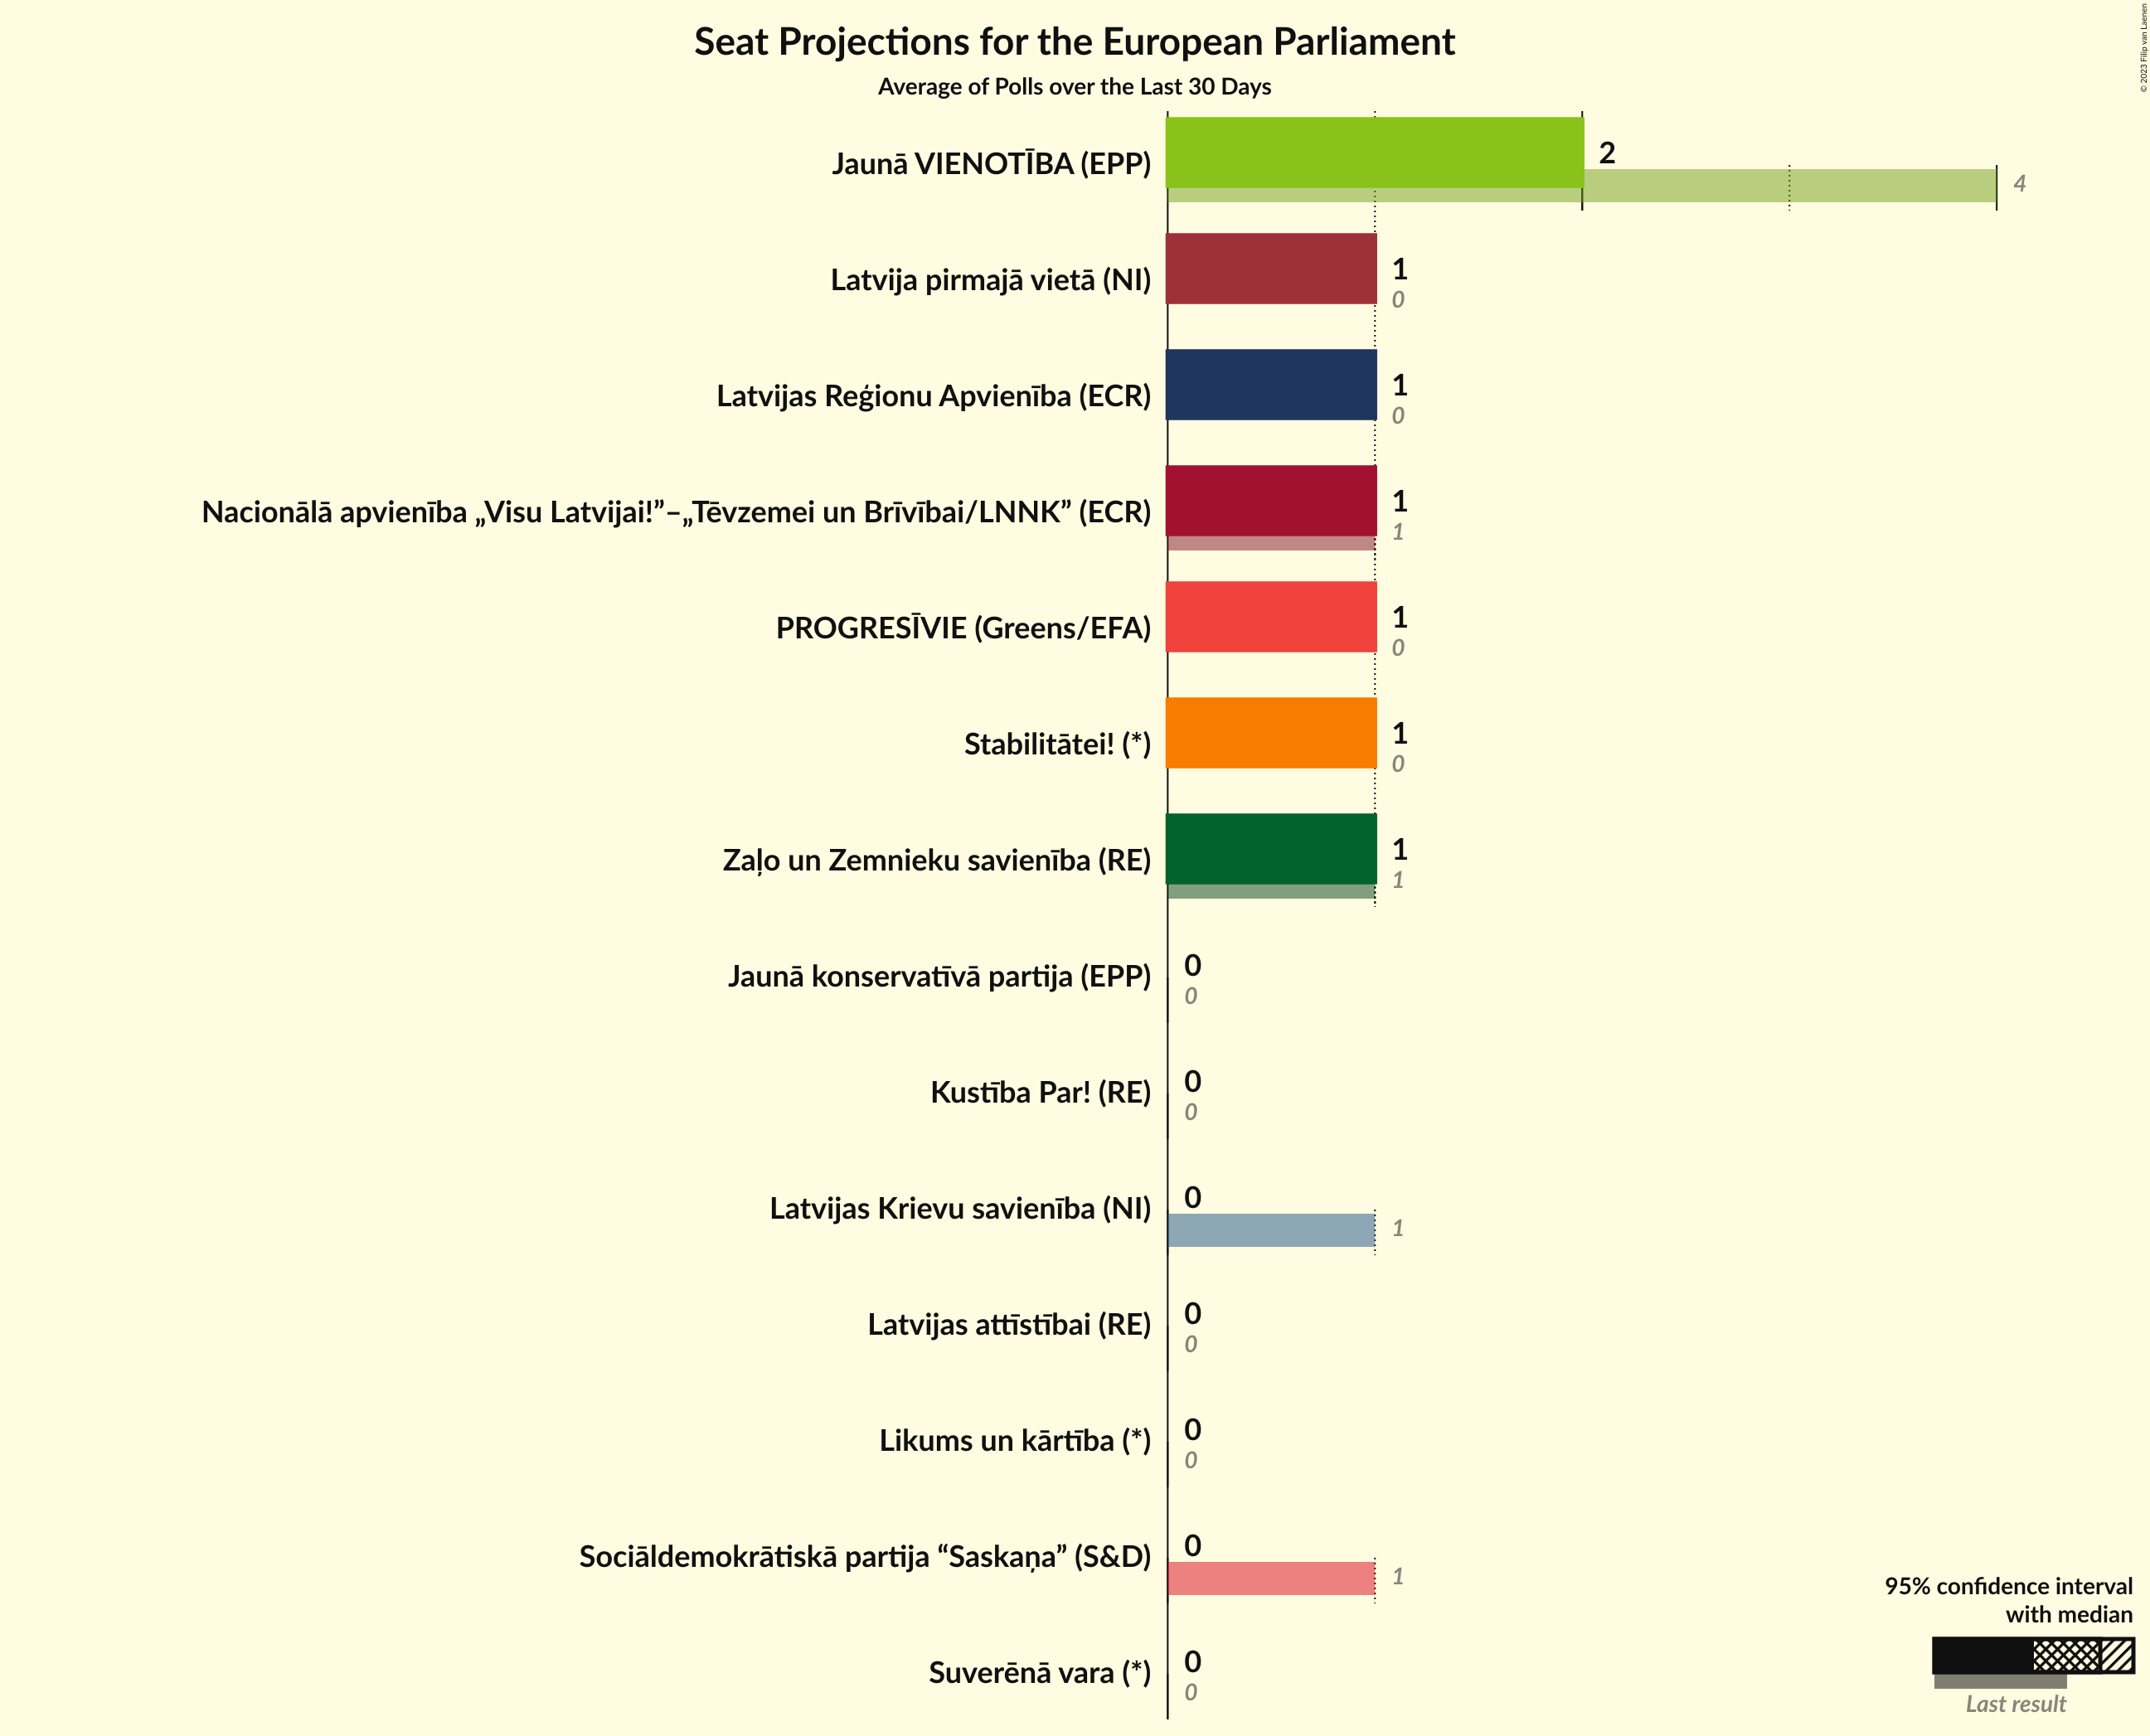 Seat Projections for the European Parliament
Average of Polls over the Last 30 Days
© 2023 Filip van Laenen
Jaunā VIENOTĪBA (EPP)
2
4
Latvija pirmajā vietā (NI)
1
0
Latvijas Reģionu Apvienība (ECR)
1
0
Nacionālā apvienība „Visu Latvijai!”–„Tēvzemei un Brīvībai/LNNK” (ECR)
1
1
PROGRESĪVIE (Greens/EFA)
1
0
Stabilitātei! (*)
1
0
Zaļo un Zemnieku savienība (RE)
1
1
Jaunā konservatīvā partija (EPP)
0
0
Kustība Par! (RE)
0
0
Latvijas Krievu savienība (NI)
0
1
Latvijas attīstībai (RE)
0
0
Likums un kārtība (*)
0
0
Sociāldemokrātiskā partija “Saskaņa” (S&D)
0
1
Suverēnā vara (*)
0
0
95% confidence interval
with median
Last result